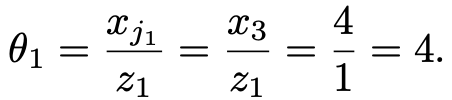 θ₁ = x_{j₁}/z₁ = x₃/z₁ = 4/1 = 4.